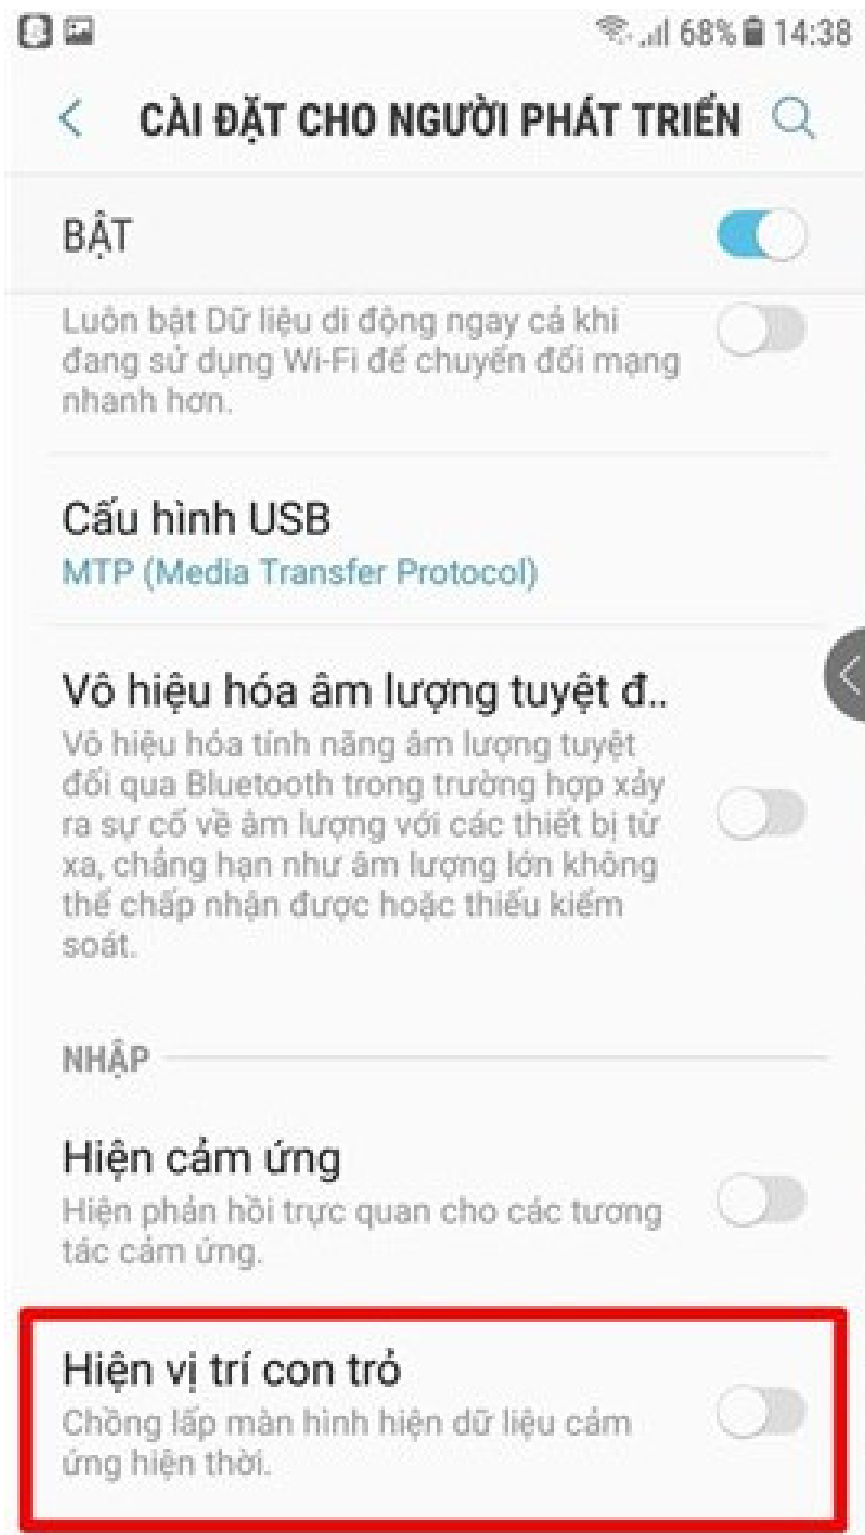 68% 14:38
CÀI ĐẶT CHO NGƯỜI PHÁT TRIỂN
BẬT
Luôn bật Dữ liệu di động ngay cả khi
đang sử dụng Wi-Fi để chuyển đổi mạng
nhanh hơn.
Cấu hình USB
MTP (Media Transfer Protocol)
Vô hiệu hóa âm lượng tuyệt đ..
Vô hiệu hóa tính năng âm lượng tuyệt
đối qua Bluetooth trong trường hợp xảy
ra sự cố về âm lượng với các thiết bị từ
xa, chẳng hạn như âm lượng lớn không
thể chấp nhận được hoặc thiếu kiểm
soát.
NHẬP
Hiện cảm ứng
Hiện phản hồi trực quan cho các tương
tác cảm ứng.
Hiện vị trí con trỏ
Chồng lấp màn hình hiện dữ liệu cảm
ứng hiện thời.